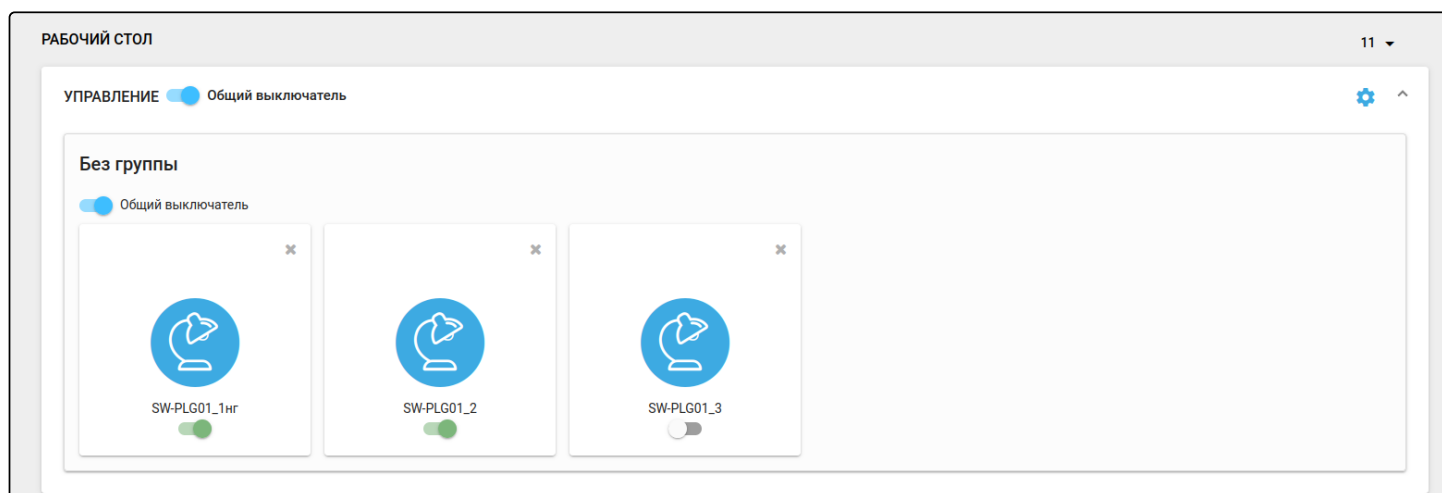 РАБОЧИЙ СТОЛ
11
УПРАВЛЕНИЕ Общий выключатель
Без группы
Общий выключатель
SW-PLG01_1нг
SW-PLG01_2
SW-PLG01_3